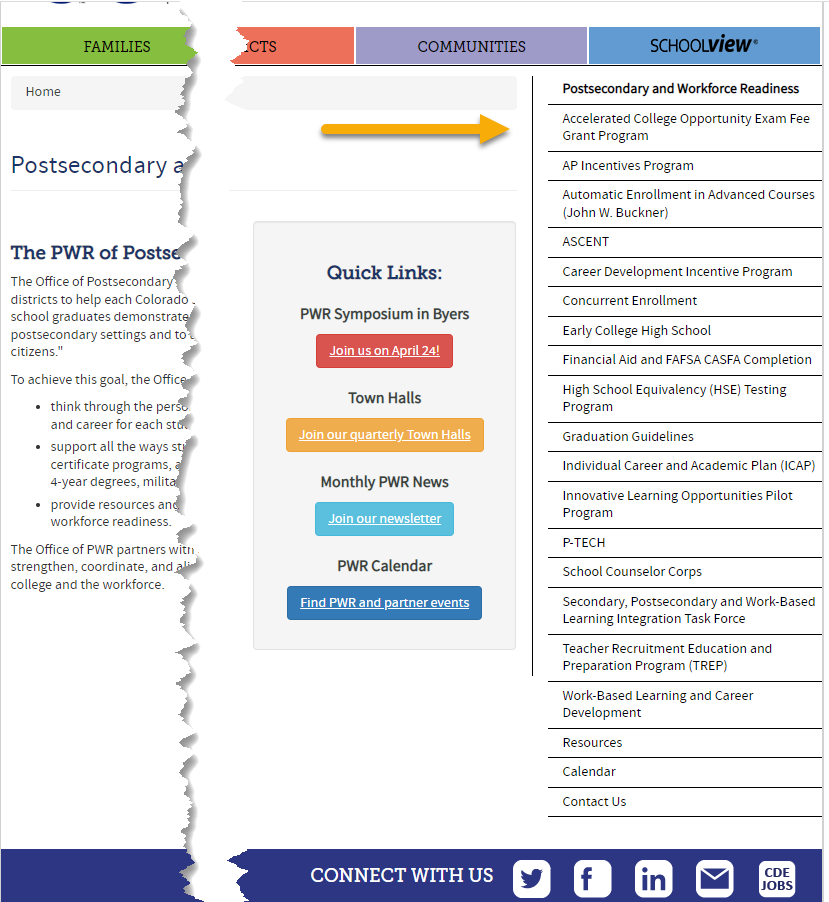 FAMILIES
COMMUNITIES
SCHOOLVIEW®
Home
Postsecondary
The PWR of
The Office of Postsecondary
districts to help each Colorado
school graduates demonstrate
postsecondary settings and to
citizens."
To achieve this goal, the Office
think through the
and career for each
support all the ways
certificate programs,
4-year degrees,
provide resources and
workforce readiness.
The Office of PWR partners with
strengthen, coordinate, and
college and the workforce.
Quick Links:
PWR Symposium in Byers
Join us on April 24!
Town Halls
Join our quarterly Town Halls
Monthly PWR News
Join our newsletter
PWR Calendar
Find PWR and partner events
Postsecondary and Workforce Readiness
Accelerated College Opportunity Exam Fee
Grant Program
AP Incentives Program
Automatic Enrollment in Advanced Courses
(John W. Buckner)
ASCENT
Career Development Incentive Program
Concurrent Enrollment
Early College High School
Financial Aid and FAFSA CASFA Completion
High School Equivalency (HSE) Testing
Program
Graduation Guidelines
Individual Career and Academic Plan (ICAP)
Innovative Learning Opportunities Pilot
Program
P-TECH
School Counselor Corps
Secondary, Postsecondary and Work-Based
Learning Integration Task Force
Teacher Recruitment Education and
Preparation Program (TREP)
Work-Based Learning and Career
Development
Resources
Calendar
Contact Us
CONNECT WITH US
CDE
JOBS